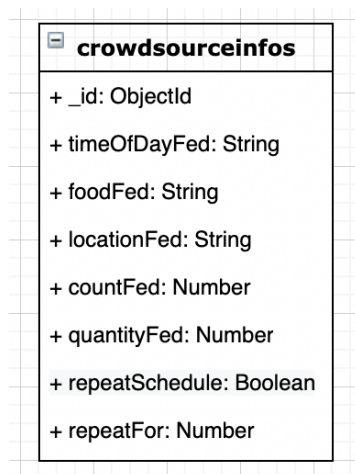 crowdsourceinfos
+ _id: ObjectId
+ timeOfDayFed: String
+ foodFed: String
+ locationFed: String
+ countFed: Number
+ quantityFed: Number
+ repeatSchedule: Boolean
+ repeatFor: Number